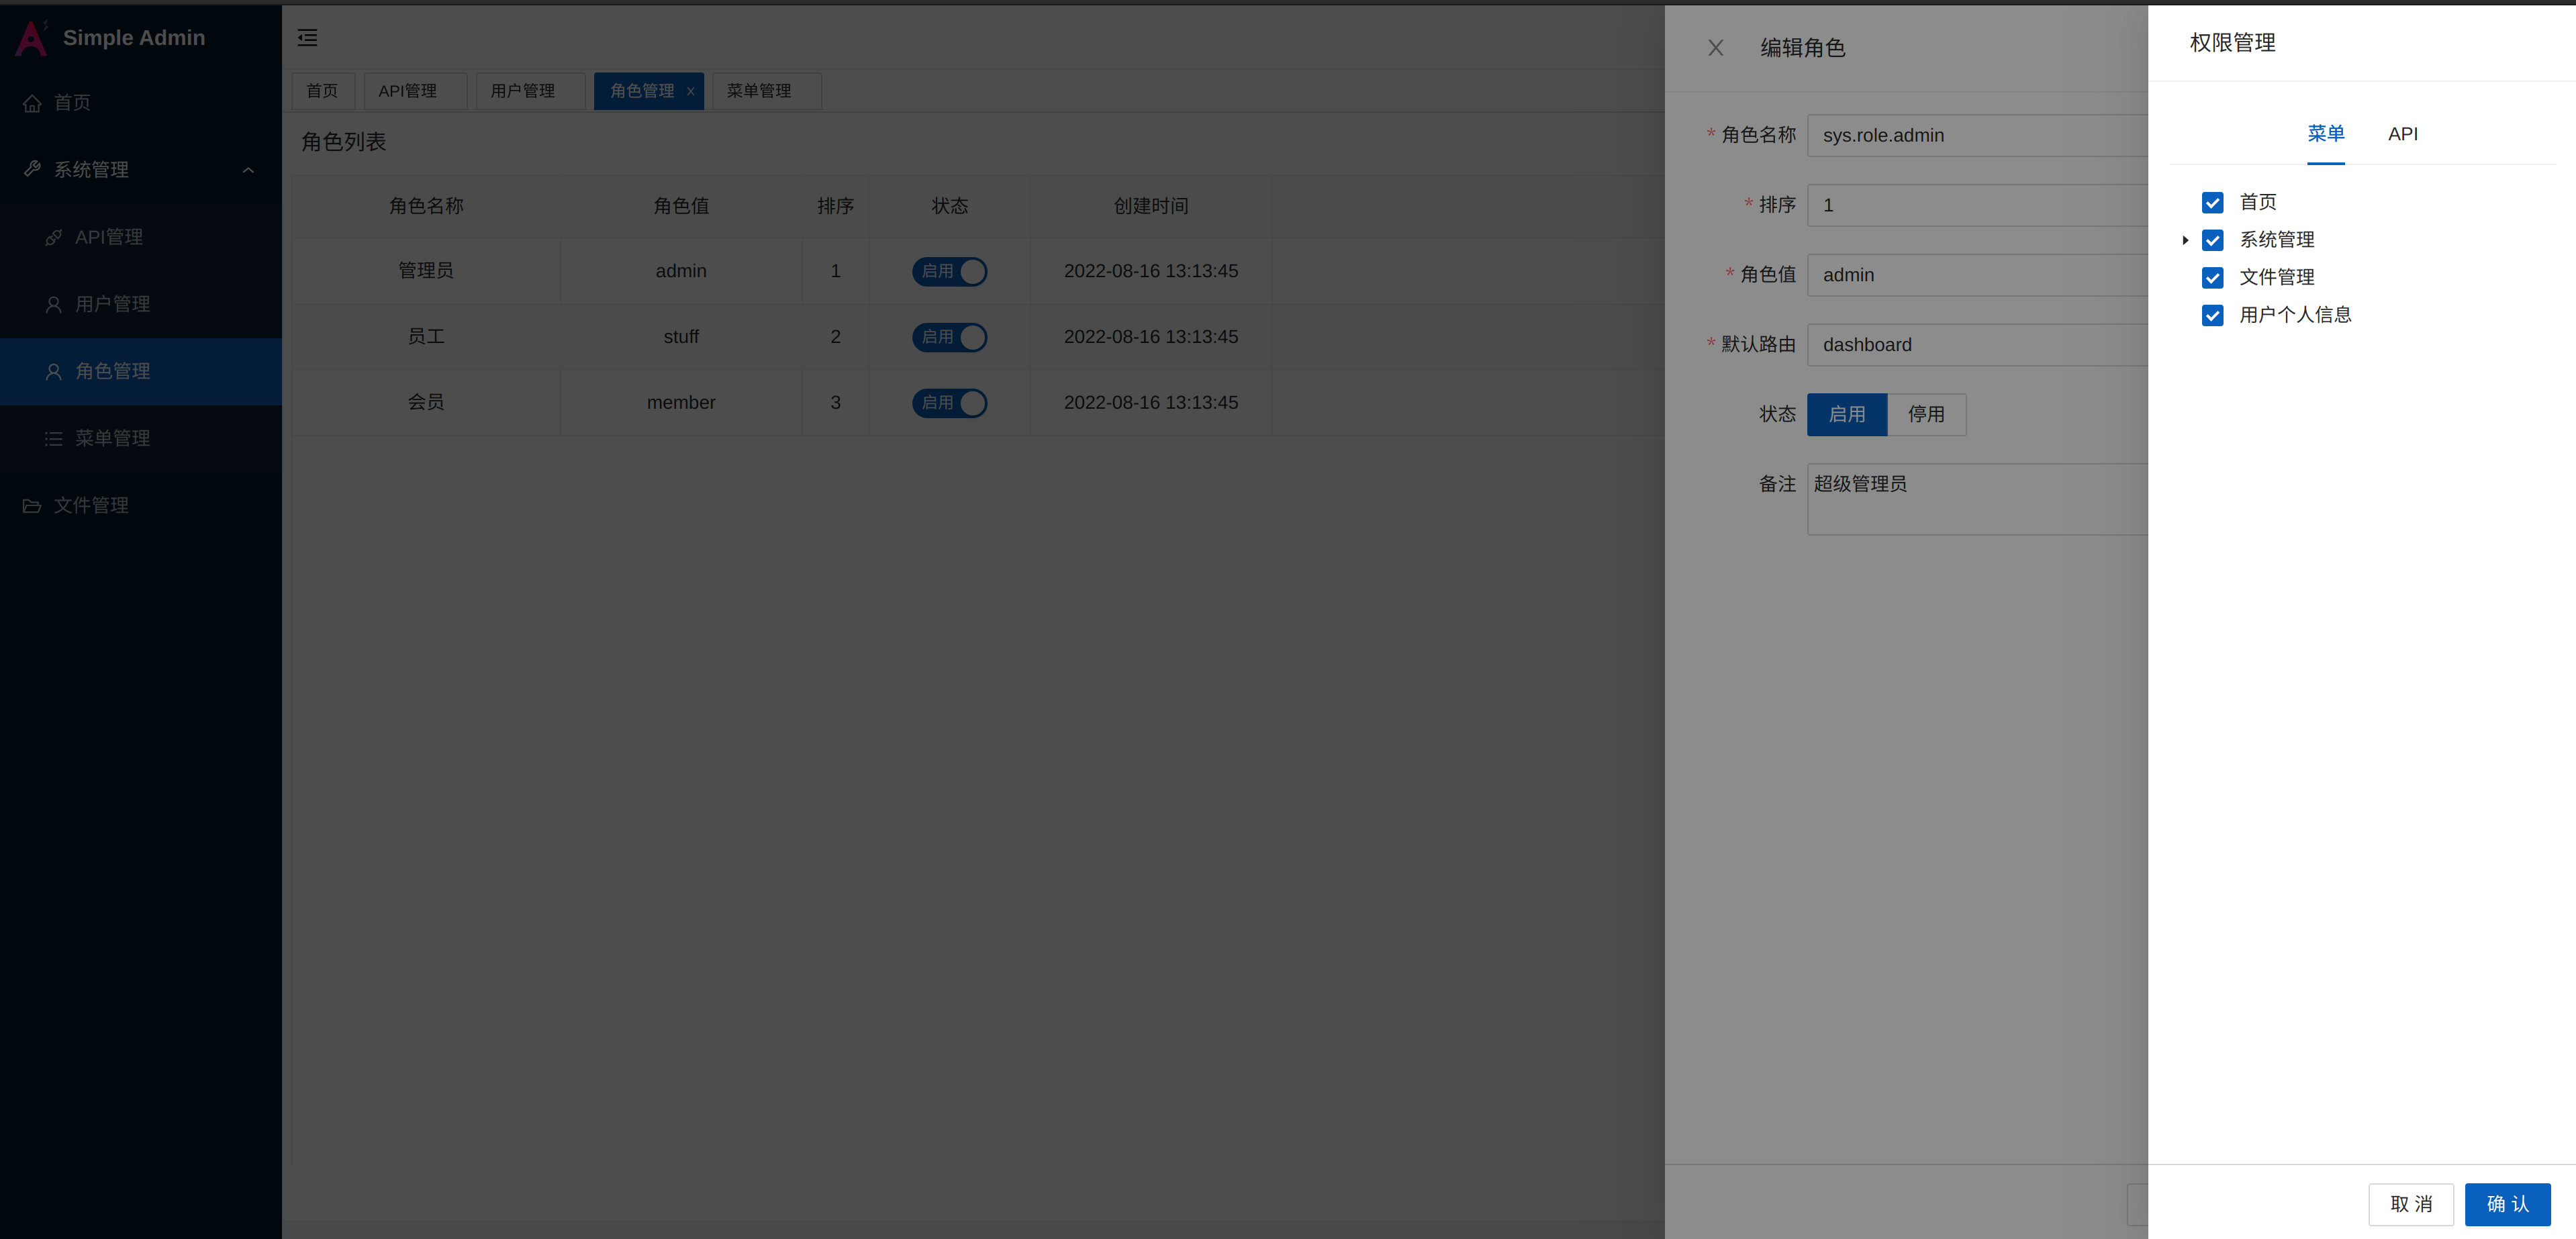 Simple Admin
首页
系统管理
API管理
用户管理
角色管理
菜单管理
文件管理
首页 API管理 用户管理 角色管理 x 菜单管理
角色列表
角色名称 角色值 排序 状态 创建时间
管理员 admin 1 启用 2022-08-16 13:13:45
员工 stuff 2 启用 2022-08-16 13:13:45
会员 member 3 启用 2022-08-16 13:13:45
编辑角色
* 角色名称 sys.role.admin
* 排序 1
* 角色值 admin
* 默认路由 dashboard
状态 启用 停用
备注 超级管理员
权限管理
菜单 API
首页
系统管理
文件管理
用户个人信息
取 消 确 认